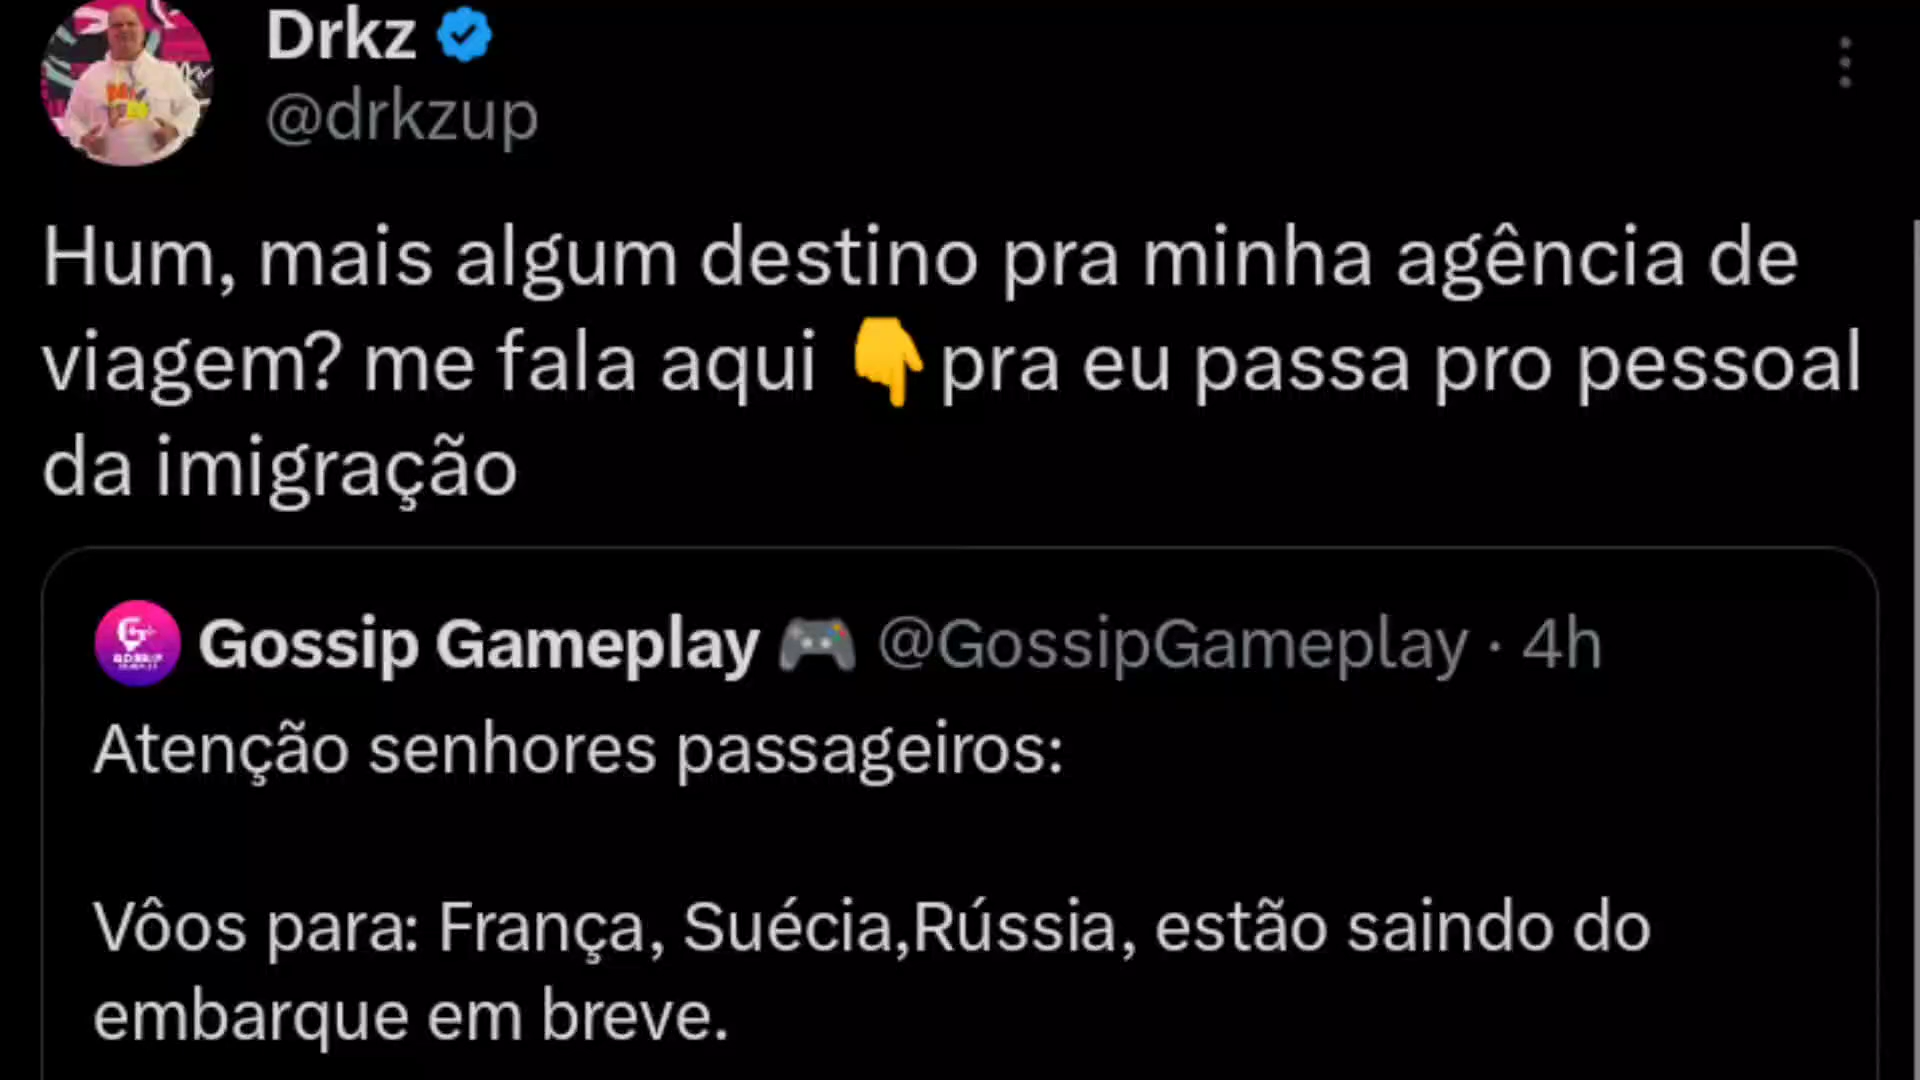 Drkz
@drkzup
Hum, mais algum destino pra minha agência de
viagem? me fala aqui 👇 pra eu passa pro pessoal
da imigração
Gossip Gameplay 🎮 @GossipGameplay · 4h
Atenção senhores passageiros:
Vôos para: França, Suécia,Rússia, estão saindo do
embarque em breve.